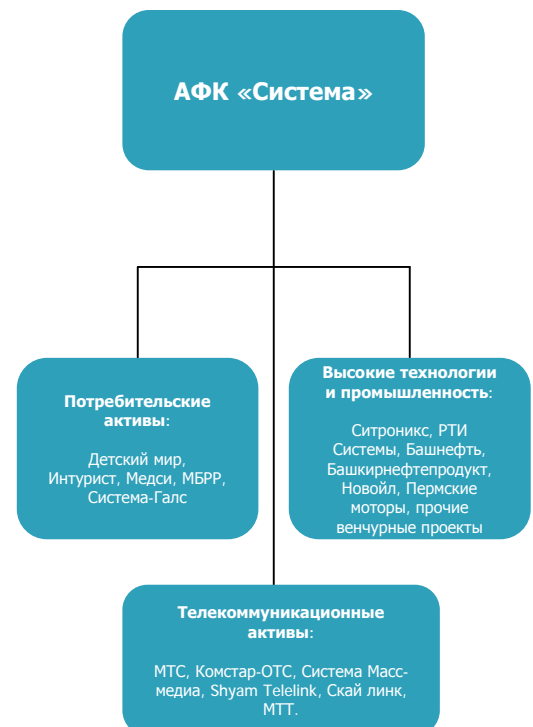 АФК «Система»
Потребительские
активы:
Детский мир,
Интурист, Медси, МБРР,
Система-Галс
Высокие технологии
и промышленность:
Ситроникс, РТИ
Системы, Башнефть,
Башкирнефтепродукт,
Новойл, Пермские
моторы, прочие
венчурные проекты
Телекоммуникационные
активы:
МТС, Комстар-ОТС, Система Масс-
медиа, Shyam Telelink, Скай линк,
МТТ.